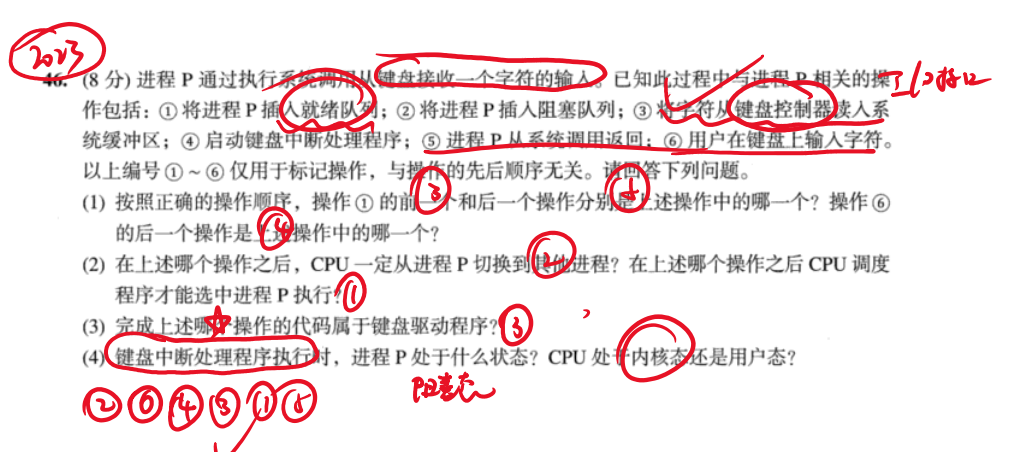 2023
46. (8 分) 进程 P 通过执行系统调用从键盘接收一个字符的输入。已知此过程中与进程 P 相关的操
作包括：① 将进程 P 插入就绪队列；② 将进程 P 插入阻塞队列；③ 将字符从键盘控制器读入系
统缓冲区；④ 启动键盘中断处理程序；⑤ 进程 P 从系统调用返回；⑥ 用户在键盘上输入字符。
以上编号 ① ~ ⑥ 仅用于标记操作，与操作的先后顺序无关。请回答下列问题。
(1) 按照正确的操作顺序，操作 ① 的前一个和后一个操作分别是上述操作中的哪一个？操作 ⑥
③ ⑤
的后一个操作是上述操作中的哪一个？
④
(2) 在上述哪个操作之后，CPU 一定从进程 P 切换到其他进程？在上述哪个操作之后 CPU 调度
②
程序才能选中进程 P 执行？
①
(3) 完成上述哪个操作的代码属于键盘驱动程序？ ③
(4) 键盘中断处理程序执行时，进程 P 处于什么状态？CPU 处于内核态还是用户态？
阻塞态
② ⑥ ④ ③ ① ⑤